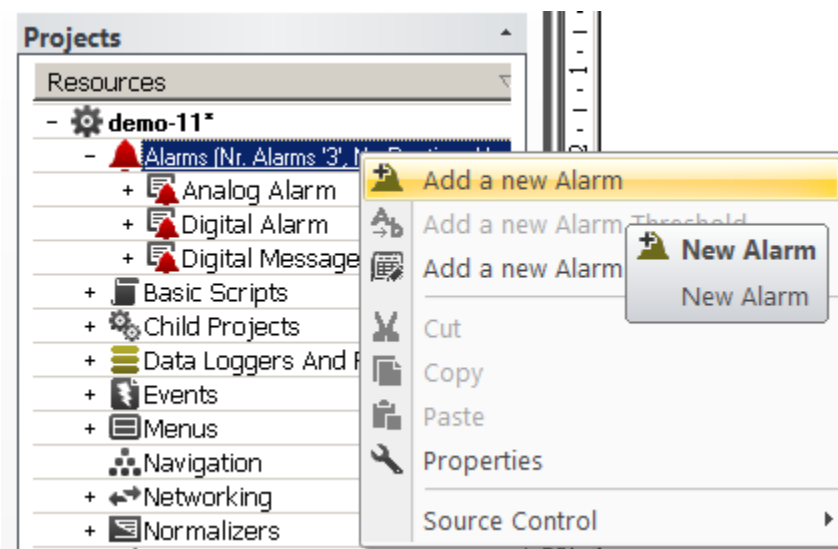 Projects
Resources
demo-11*
Alarms (Nr. Alarms '3',
Analog Alarm
Digital Alarm
Digital Message
Basic Scripts
Child Projects
Data Loggers And
Events
Menus
Navigation
Networking
Normalizers
Add a new Alarm
Add a new Alarm Threshold
Add a new Alarm
New Alarm
New Alarm
Cut
Copy
Paste
Properties
Source Control